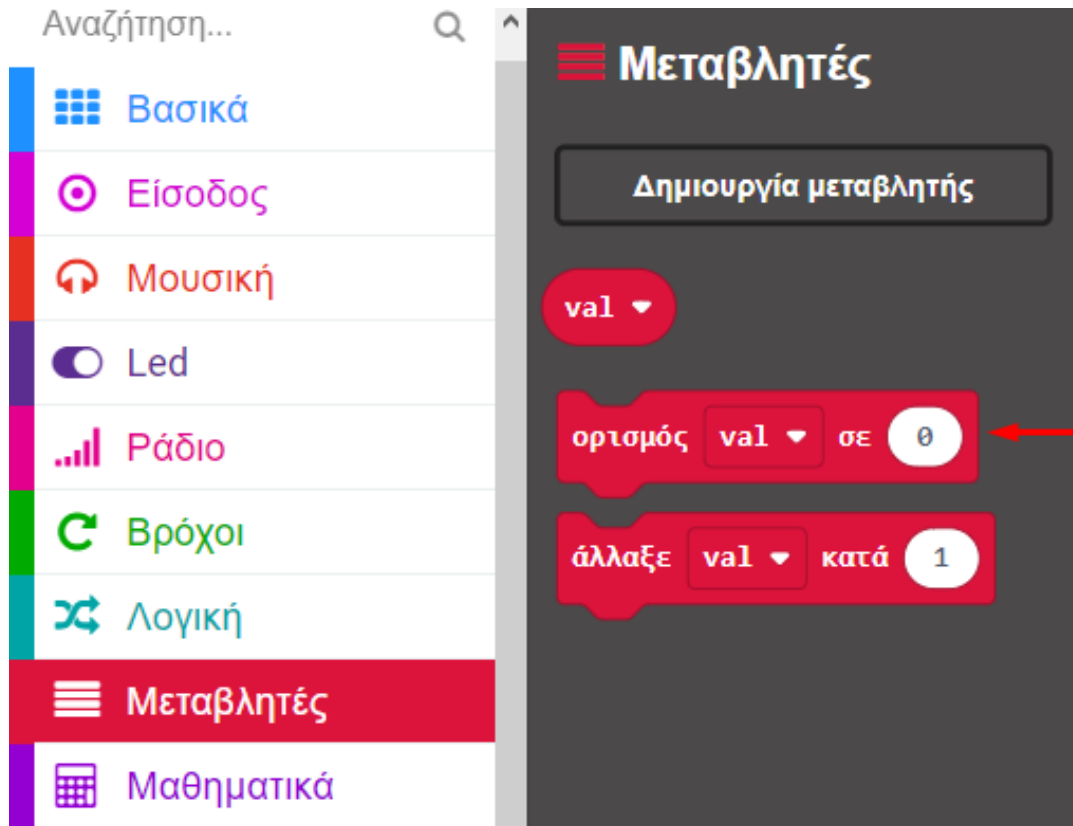 Αναζήτηση...
Βασικά
Είσοδος
Μουσική
Led
Ράδιο
Βρόχοι
Λογική
Μεταβλητές
Μαθηματικά
Μεταβλητές
Δημιουργία μεταβλητής
val
ορισμός val σε 0
άλλαξε val κατά 1